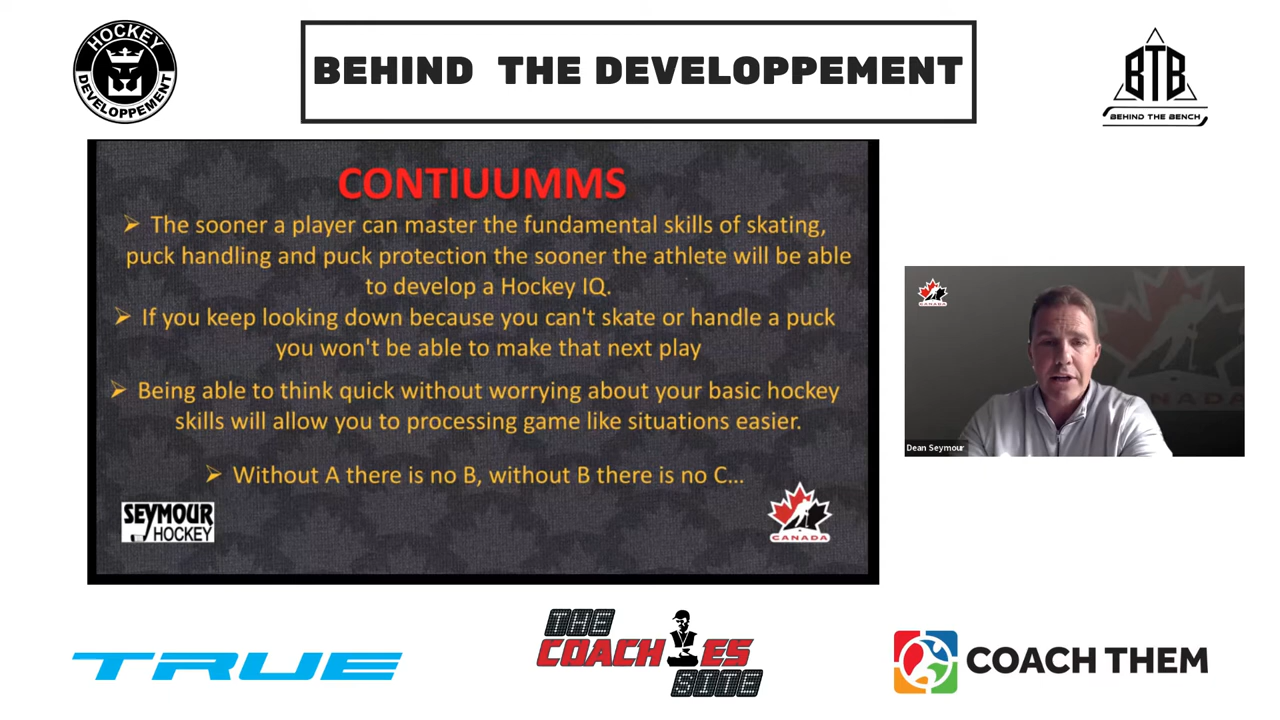 HOCKEY
DEVELOPPEMENT
BEHIND THE DEVELOPPEMENT
BTB
BEHIND THE BENCH
CONTIUUMMS
➢ The sooner a player can master the fundamental skills of skating,
puck handling and puck protection the sooner the athlete will be able
to develop a Hockey IQ.
➢ If you keep looking down because you can't skate or handle a puck
you won't be able to make that next play
➢ Being able to think quick without worrying about your basic hockey
skills will allow you to processing game like situations easier.
➢ Without A there is no B, without B there is no C...
SEYMOUR
HOCKEY
CANADA
CANADA
CANADA
Dean Seymour
TRUE
THE
COACHES
SITE
COACH THEM